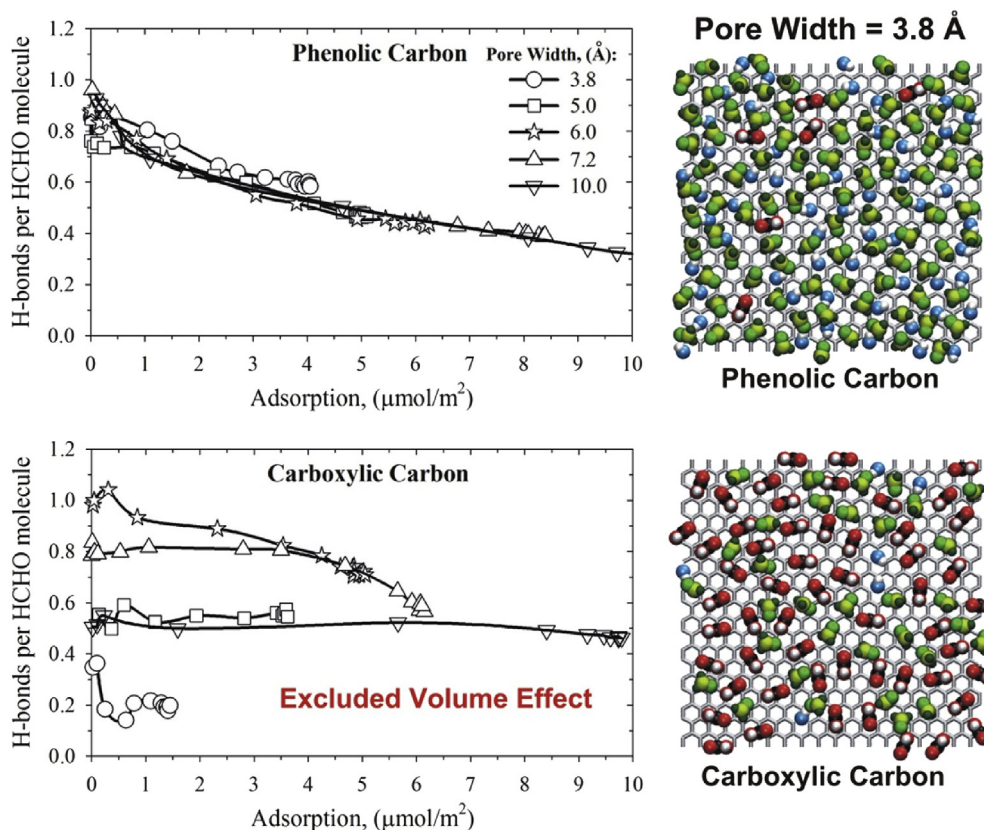 Phenolic Carbon
Pore Width, (Å):
3.8
5.0
6.0
7.2
10.0
H-bonds per HCHO molecule
1.2
1.0
0.8
0.6
0.4
0.2
0.0
0 1 2 3 4 5 6 7 8 9 10
Adsorption, (μmol/m²)
Pore Width = 3.8 Å
Phenolic Carbon
Carboxylic Carbon
H-bonds per HCHO molecule
1.2
1.0
0.8
0.6
0.4
0.2
0.0
Excluded Volume Effect
0 1 2 3 4 5 6 7 8 9 10
Adsorption, (μmol/m²)
Carboxylic Carbon